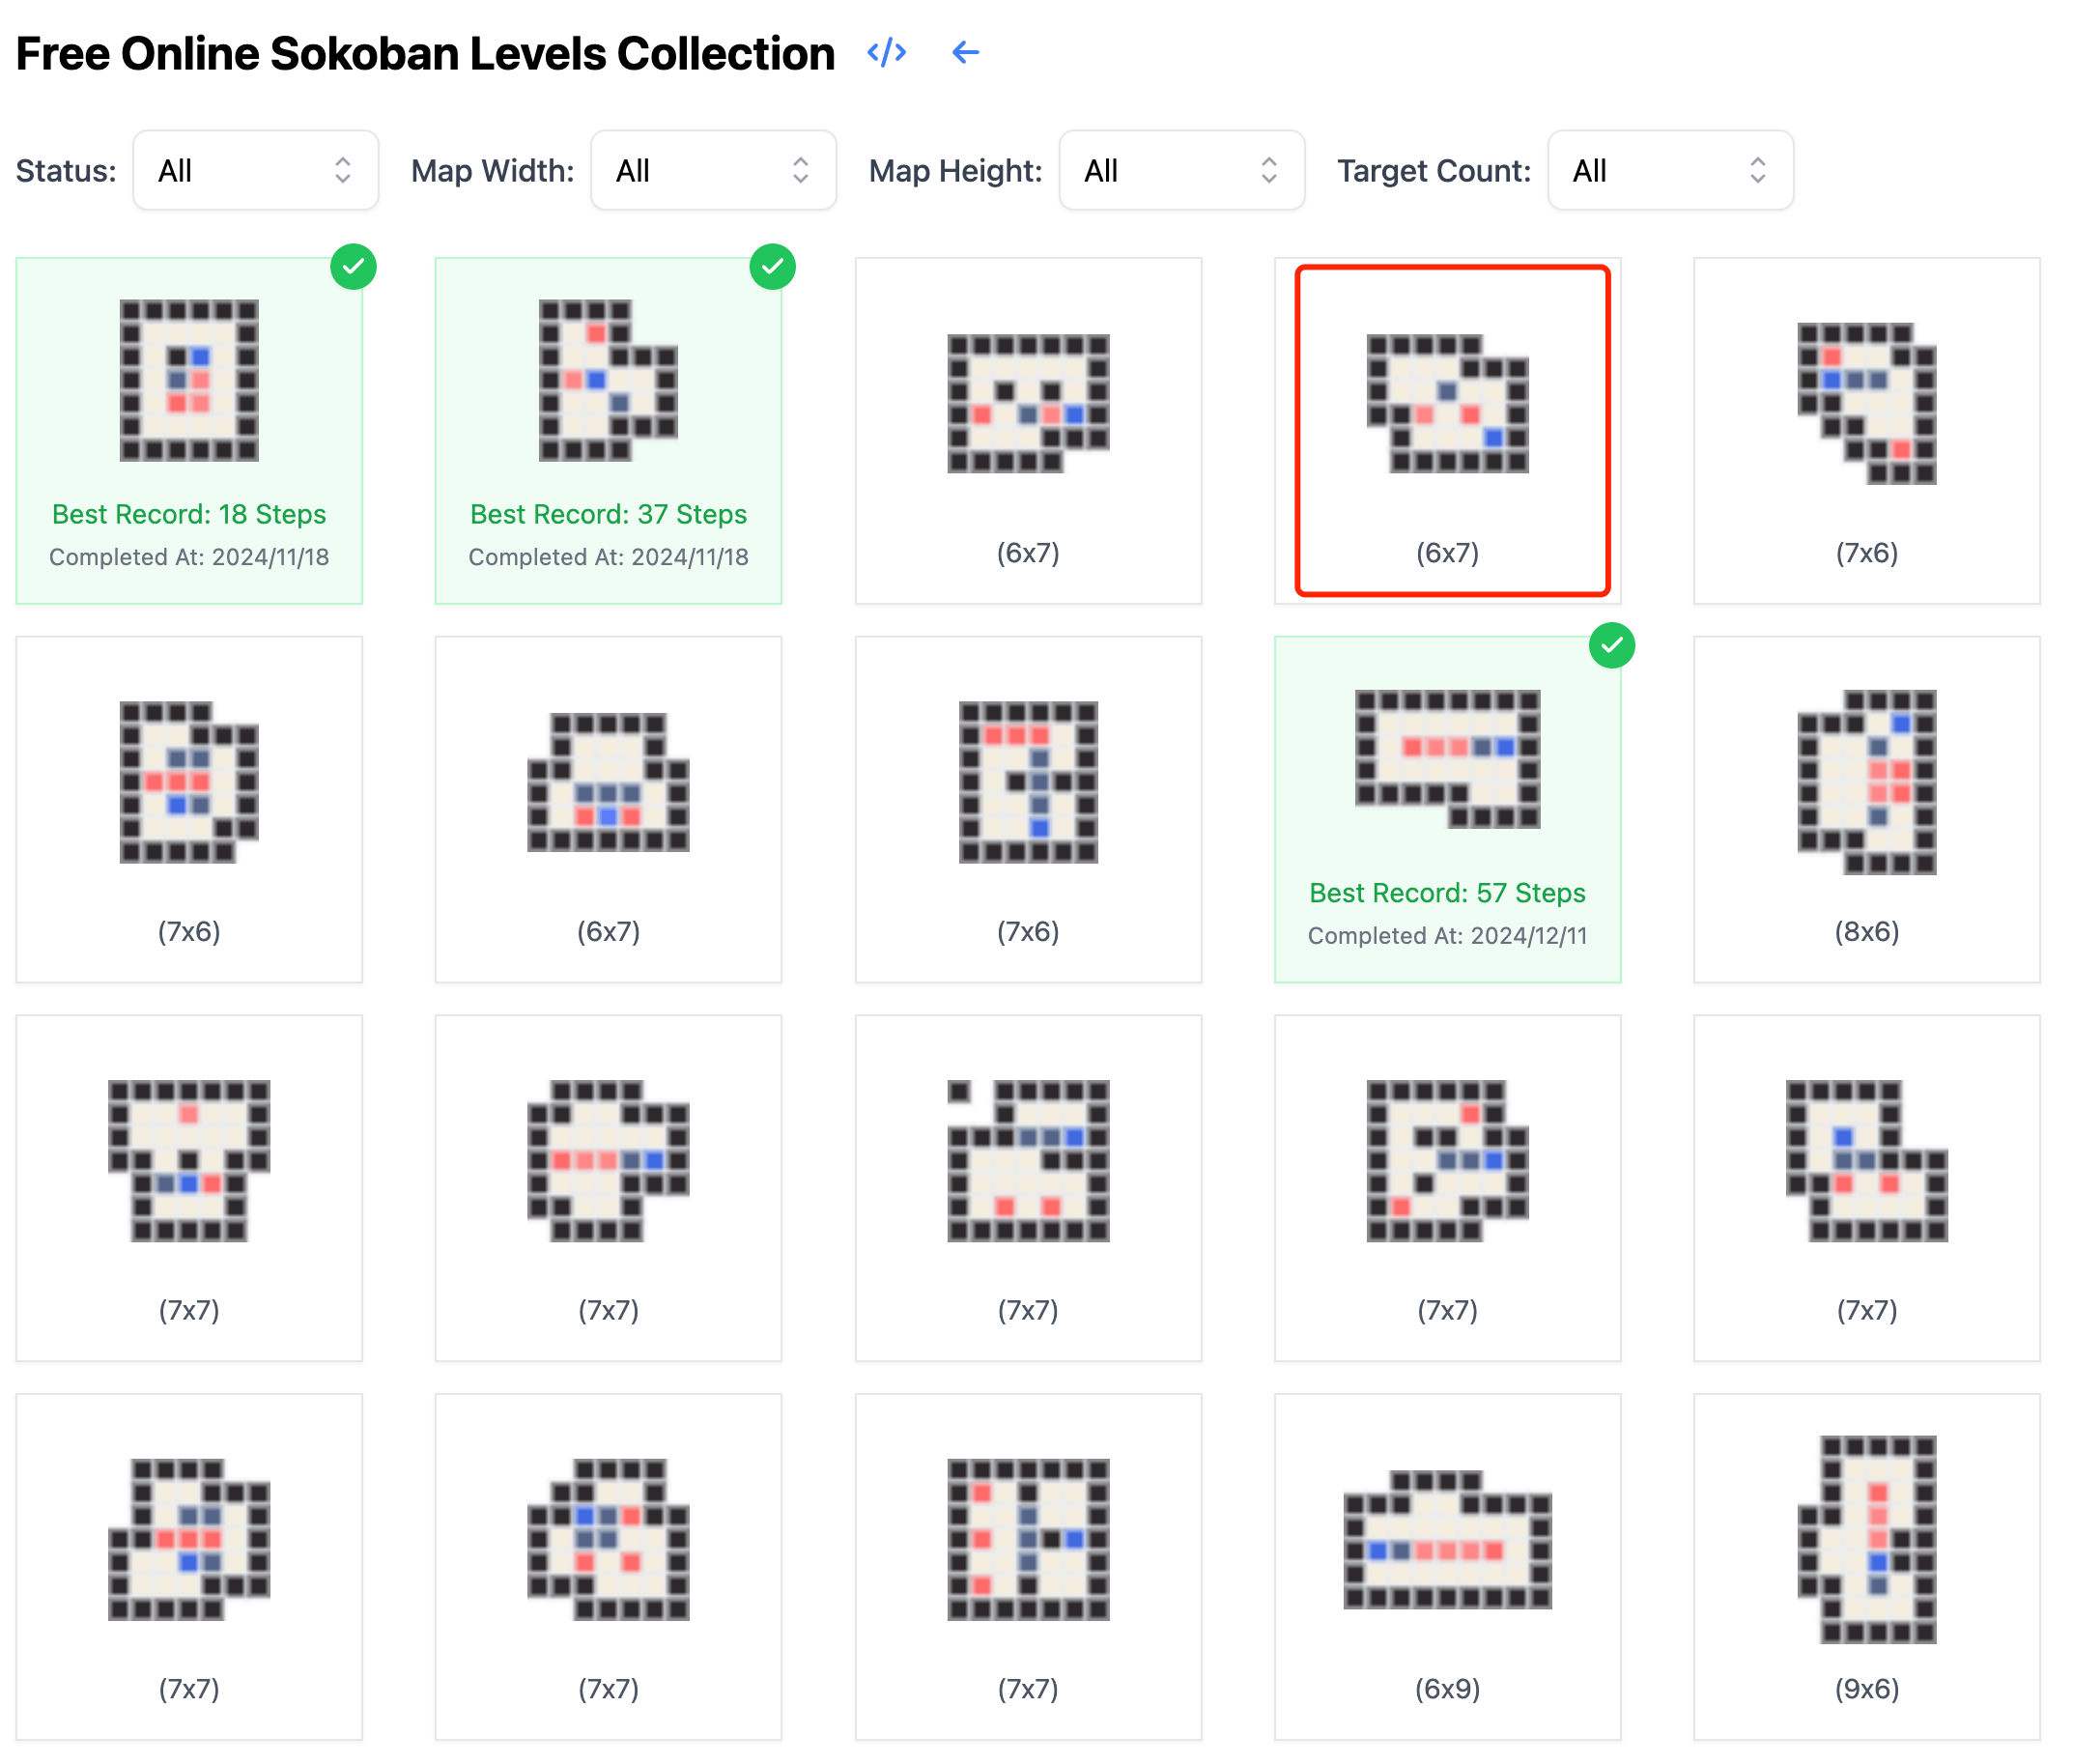 Free Online Sokoban Levels Collection
Status: All Map Width: All Map Height: All Target Count: All
Best Record: 18 Steps
Completed At: 2024/11/18
Best Record: 37 Steps
Completed At: 2024/11/18
(6x7)
(6x7)
(7x6)
(7x6)
(6x7)
(7x6)
Best Record: 57 Steps
Completed At: 2024/12/11
(8x6)
(7x7)
(7x7)
(7x7)
(7x7)
(7x7)
(7x7)
(7x7)
(7x7)
(6x9)
(9x6)